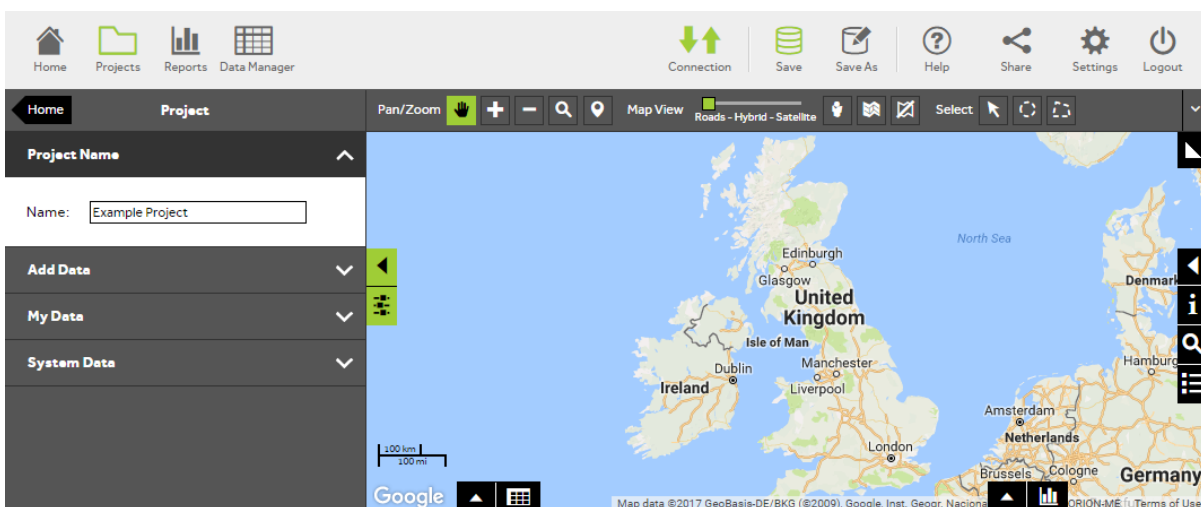 Home Projects Reports Data Manager Connection Save Save As Help Share Settings Logout
Home Project
Pan/Zoom Map View Roads - Hybrid - Satellite Select
Project Name
Name: Example Project
Add Data
My Data
System Data
North Sea
Edinburgh
Glasgow
Denmark
United
Kingdom
Isle of Man
Manchester
Dublin
Hamburg
Ireland
Liverpool
Amsterdam
Netherlands
London
100 km
100 mi
Brussels
Cologne
Germany
Google
Map data ©2017 GeoBasis-DE/BKG (©2009), Google, Inst. Geogr. Naciona
ORION-ME
Terms of Use